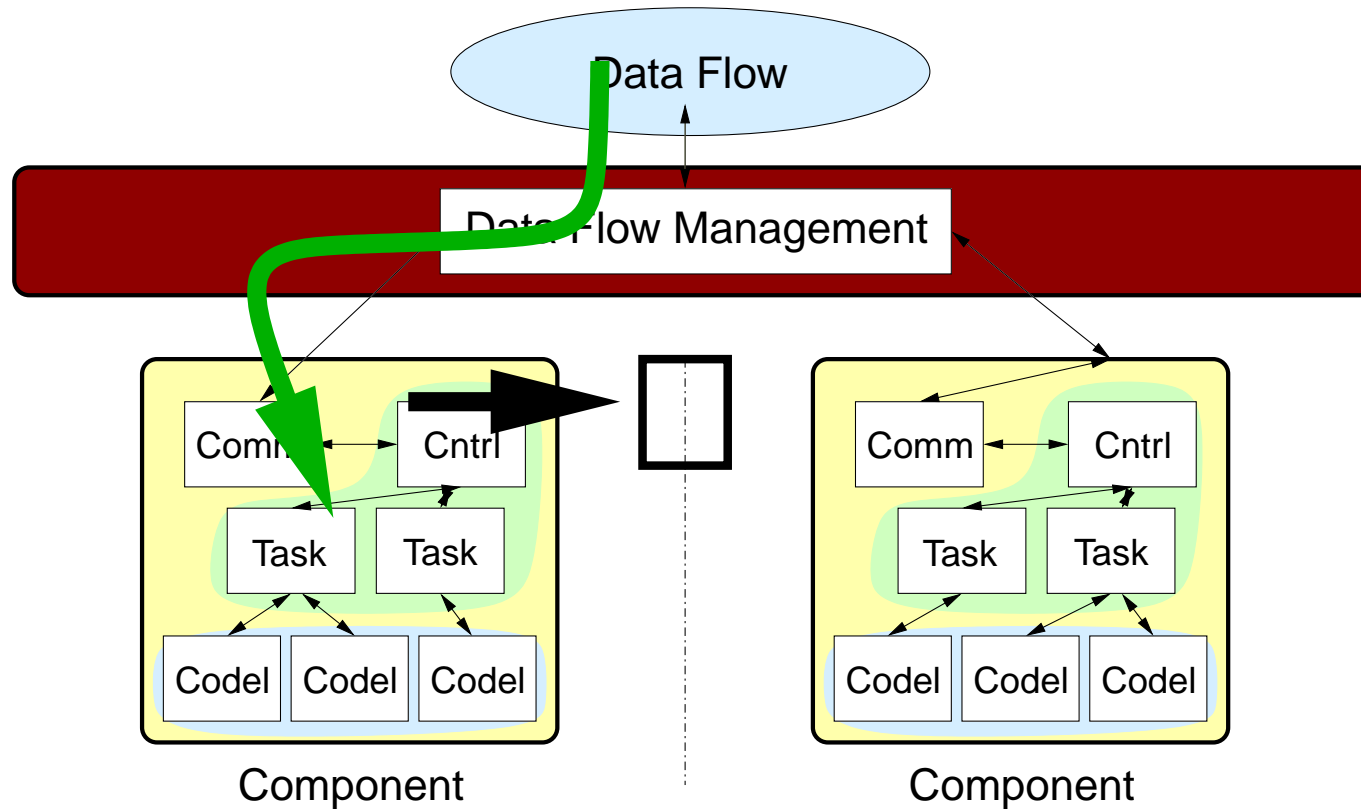 Data Flow
Data Flow Management
Comm
Cntrl
Task
Task
Codel
Codel
Codel
Component
Comm
Cntrl
Task
Task
Codel
Codel
Codel
Component